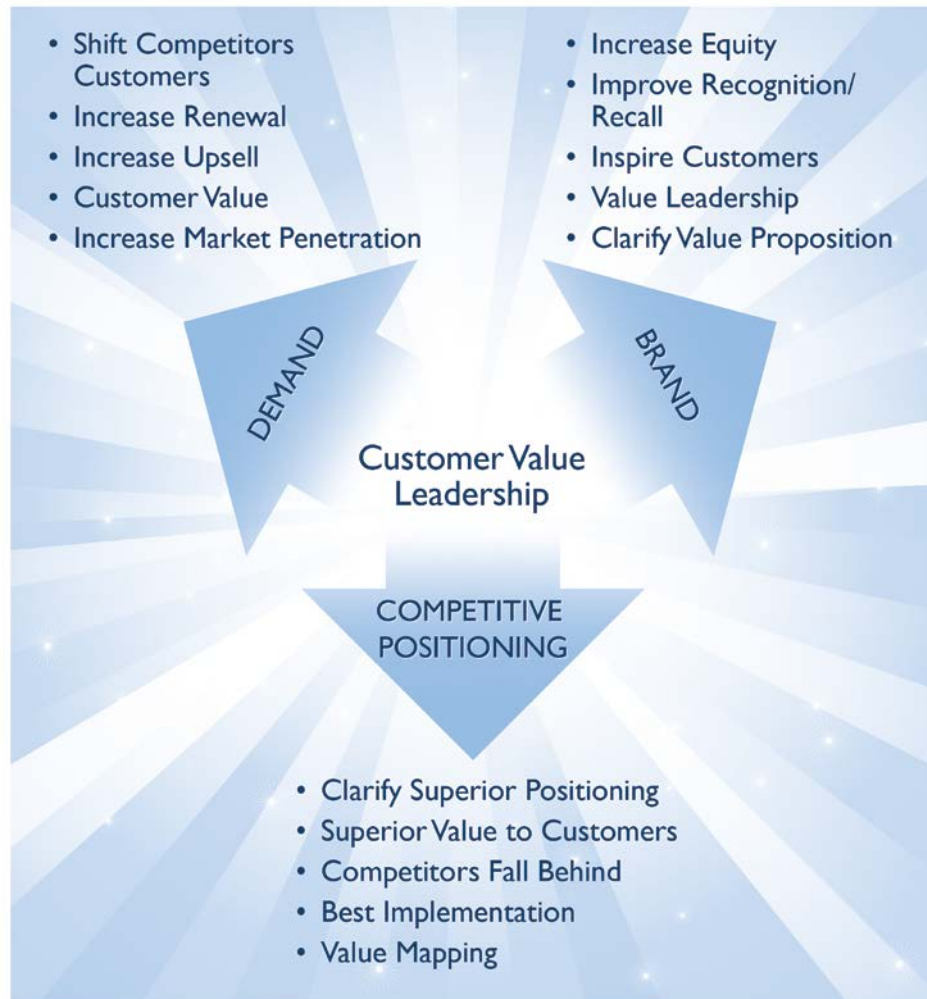 • Shift Competitors
Customers
• Increase Renewal
• Increase Upsell
• Customer Value
• Increase Market Penetration
• Increase Equity
• Improve Recognition/
Recall
• Inspire Customers
• Value Leadership
• Clarify Value Proposition
DEMAND
BRAND
Customer Value
Leadership
COMPETITIVE
POSITIONING
• Clarify Superior Positioning
• Superior Value to Customers
• Competitors Fall Behind
• Best Implementation
• Value Mapping